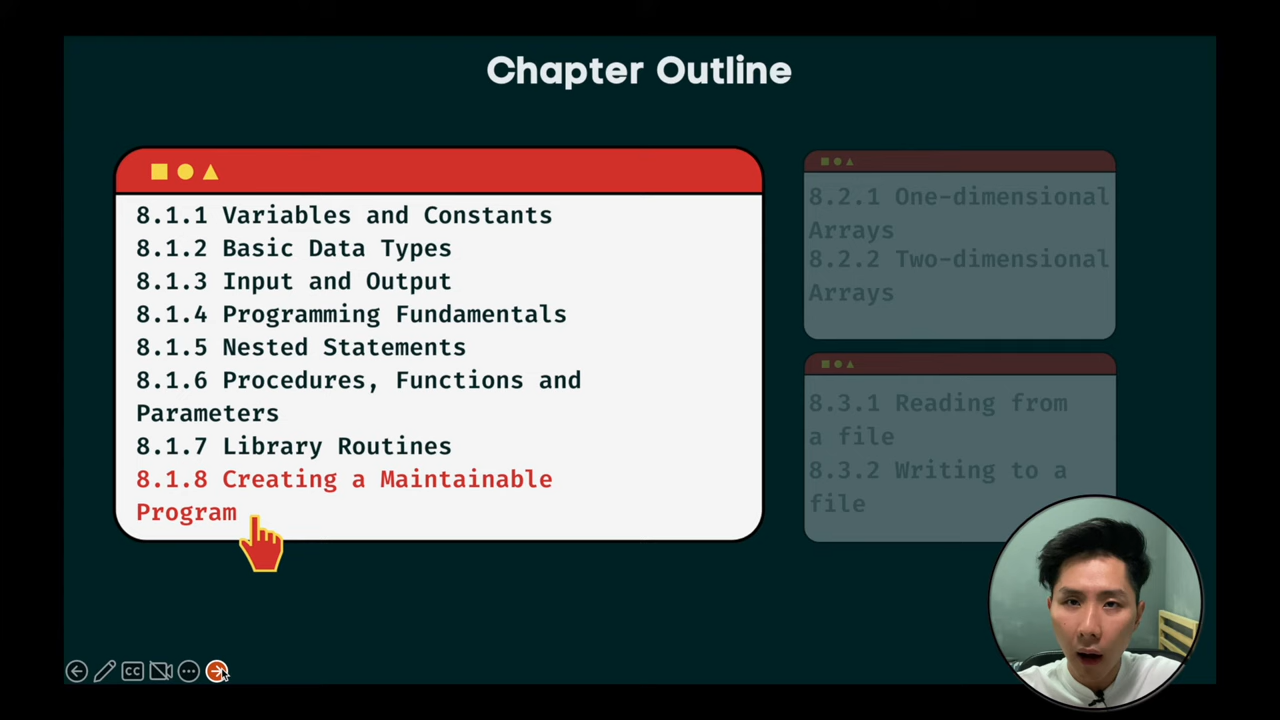 Chapter Outline
8.1.1 Variables and Constants
8.1.2 Basic Data Types
8.1.3 Input and Output
8.1.4 Programming Fundamentals
8.1.5 Nested Statements
8.1.6 Procedures, Functions and
Parameters
8.1.7 Library Routines
8.1.8 Creating a Maintainable
Program
8.2.1 One-dimensional
Arrays
8.2.2 Two-dimensional
Arrays
8.3.1 Reading from
a file
8.3.2 Writing to a
file
CC